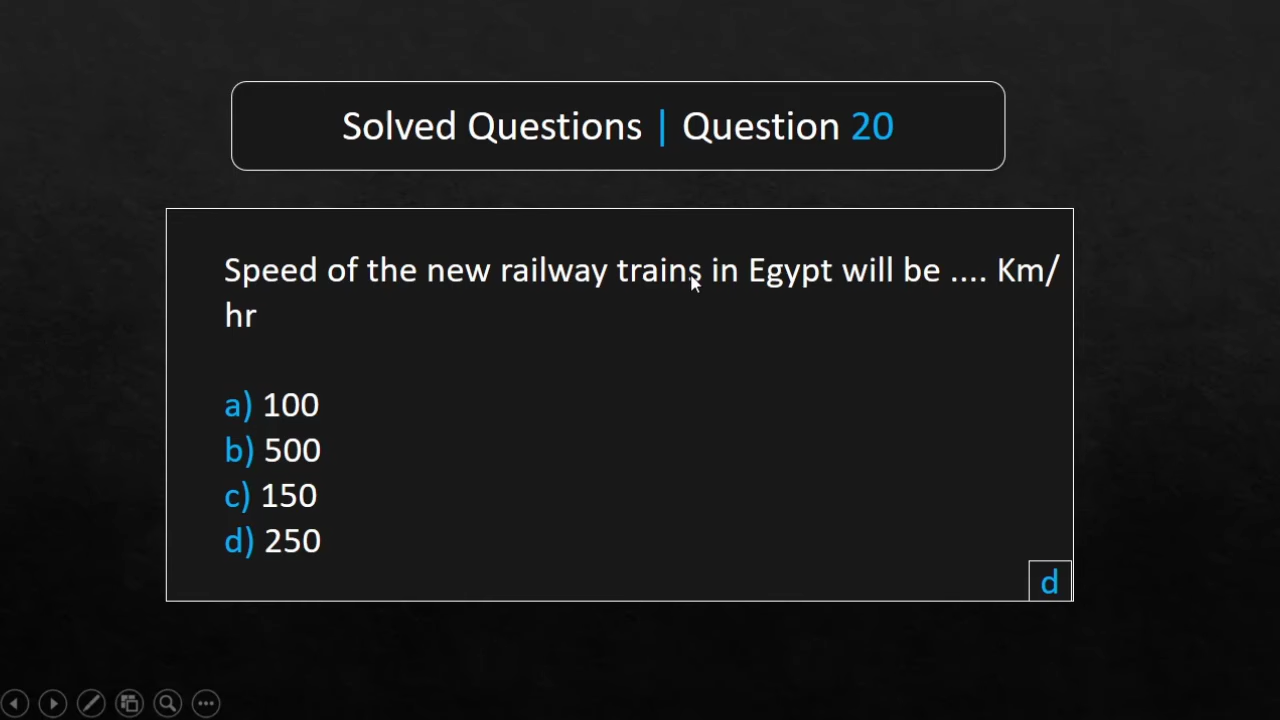 Solved Questions | Question 20
Speed of the new railway trains in Egypt will be .... Km/
hr
a) 100
b) 500
c) 150
d) 250
d